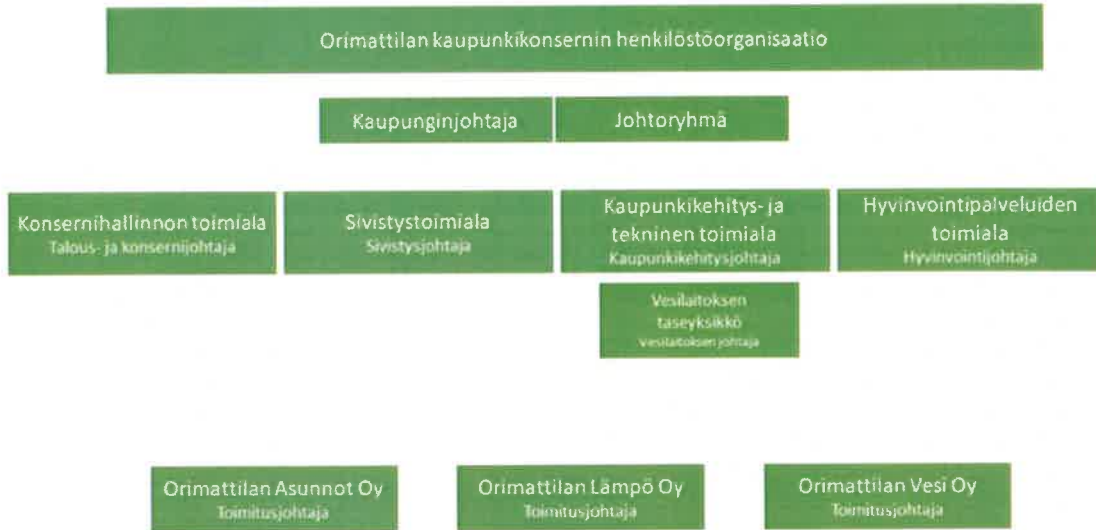 Orimattilan kaupunkikonsernin henkilöstöorganisaatio
Kaupunginjohtaja
Johtoryhmä
Konsernihallinnon toimiala
Talous- ja konsernijohtaja
Sivistystoimiala
Sivistysjohtaja
Kaupunkikehitys- ja
tekninen toimiala
Kaupunkikehitysjohtaja
Hyvinvointipalveluiden
toimiala
Hyvinvointijohtaja
Vesilaitoksen
taseyksikkö
Vesilaitoksen johtaja
Orimattilan Asunnot Oy
Toimitusjohtaja
Orimattilan Lämpö Oy
Toimitusjohtaja
Orimattilan Vesi Oy
Toimitusjohtaja